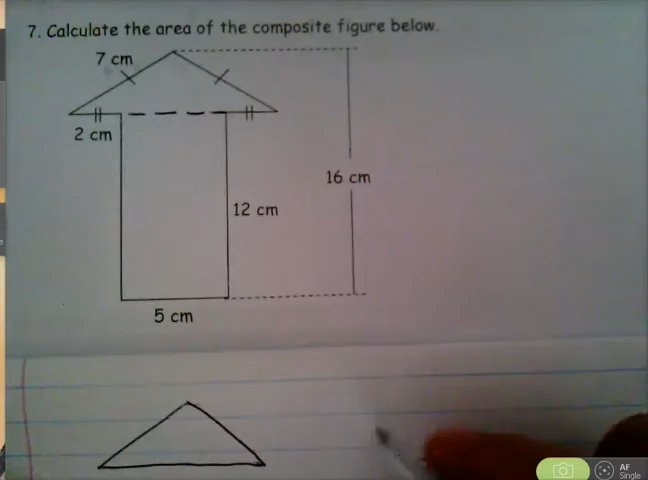 7. Calculate the area of the composite figure below.
7 cm
2 cm
16 cm
12 cm
5 cm
AF
Single